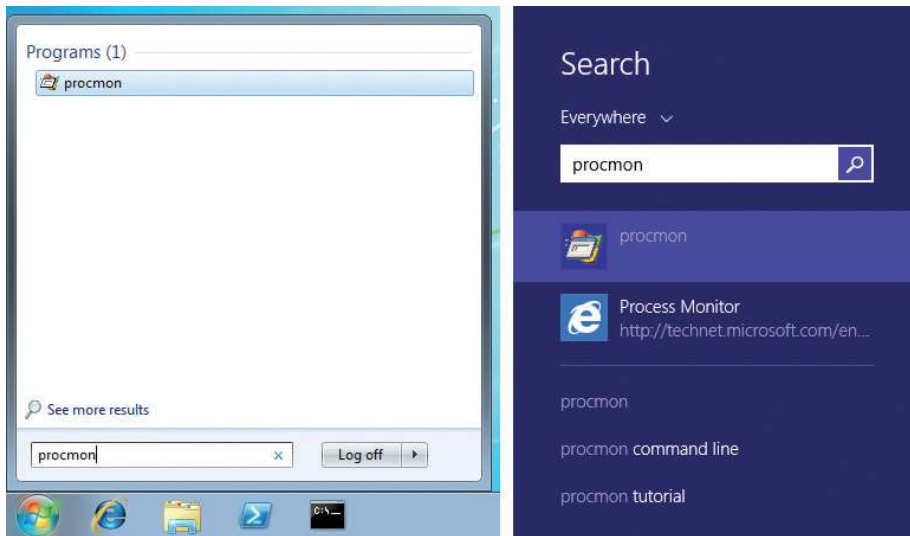 Programs (1)
procmon
See more results
procmon
Log off
C:\_
Search
Everywhere
procmon
procmon
Process Monitor
http://technet.microsoft.com/en...
procmon
procmon command line
procmon tutorial